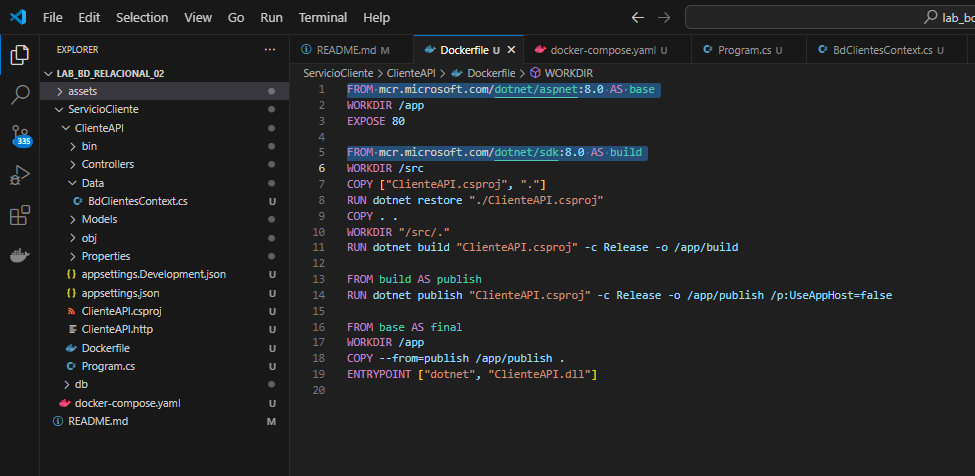 File Edit Selection View Go Run Terminal Help
lab_bd
EXPLORER
README.md M
Dockerfile U
docker-compose.yaml U
Program.cs U
BdClientesContext.cs U
LAB_BD_RELACIONAL_02
assets
ServicioCliente
ClienteAPI
bin
Controllers
Data
BdClientesContext.cs U
Models
obj
Properties
appsettings.Development.json U
appsettings.json U
ClienteAPI.csproj U
ClienteAPI.http U
Dockerfile U
Program.cs U
db
docker-compose.yaml U
README.md M
335
ServicioCliente > ClienteAPI > Dockerfile > WORKDIR
1 FROM mcr.microsoft.com/dotnet/aspnet:8.0 AS base
2 WORKDIR /app
3 EXPOSE 80
4
5 FROM mcr.microsoft.com/dotnet/sdk:8.0 AS build
6 WORKDIR /src
7 COPY ["ClienteAPI.csproj", "."]
8 RUN dotnet restore "./ClienteAPI.csproj"
9 COPY . .
10 WORKDIR "/src/."
11 RUN dotnet build "ClienteAPI.csproj" -c Release -o /app/build
12
13 FROM build AS publish
14 RUN dotnet publish "ClienteAPI.csproj" -c Release -o /app/publish /p:UseAppHost=false
15
16 FROM base AS final
17 WORKDIR /app
18 COPY --from=publish /app/publish .
19 ENTRYPOINT ["dotnet", "ClienteAPI.dll"]
20